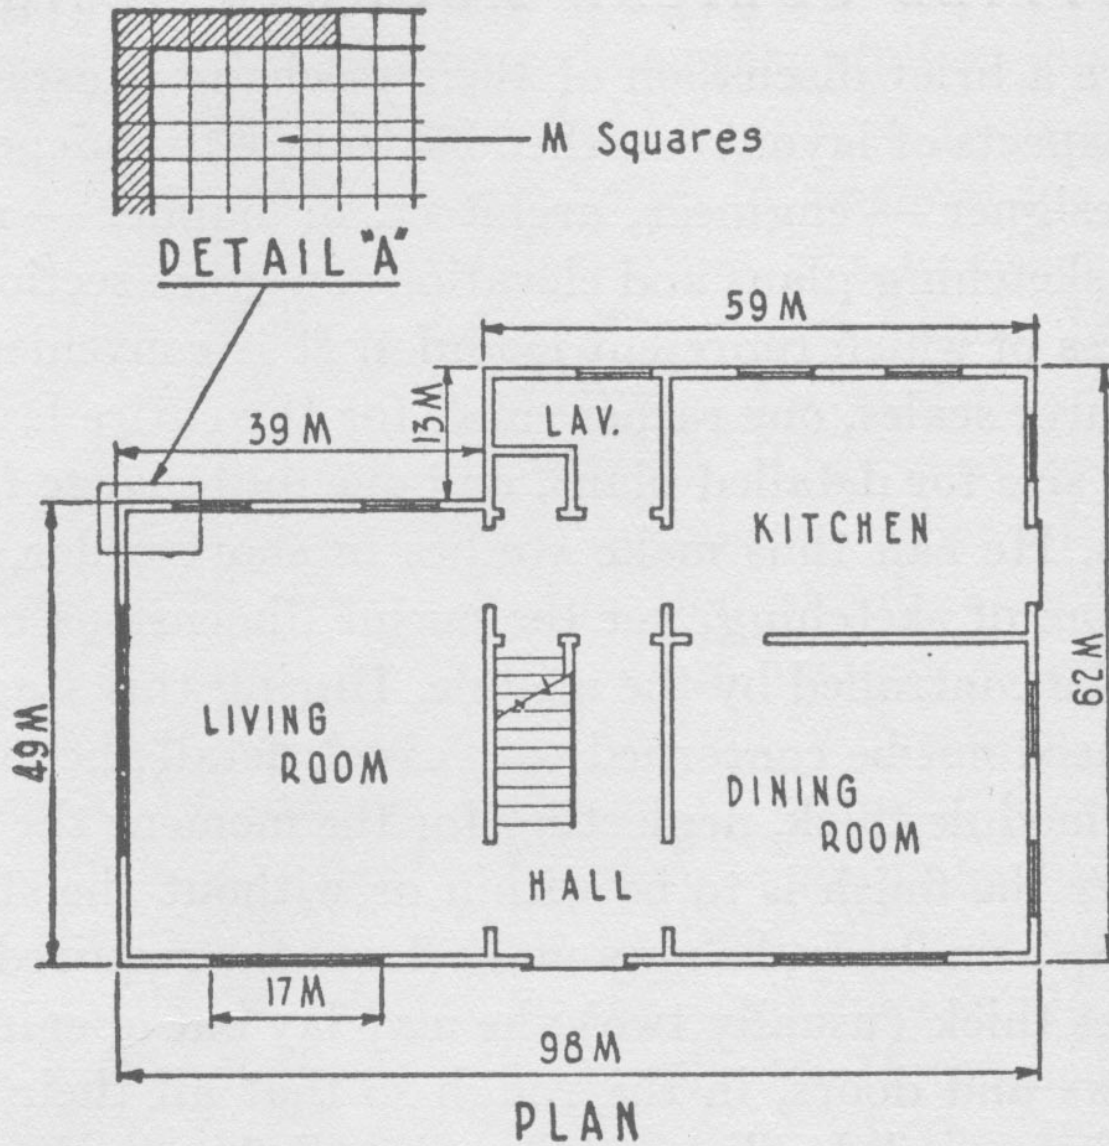 M Squares
DETAIL "A"
59 M
39 M
13 M
LAV.
KITCHEN
62 M
49 M
LIVING
ROOM
DINING
ROOM
HALL
17 M
98 M
PLAN